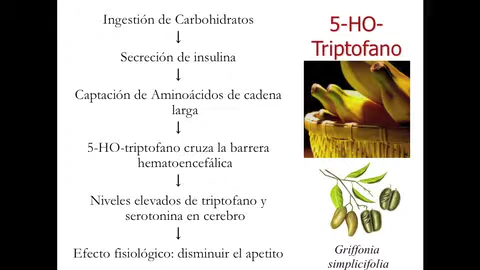 Ingestión de Carbohidratos
↓
Secreción de insulina
↓
Captación de Aminoácidos de cadena
larga
↓
5-HO-triptofano cruza la barrera
hematoencefálica
↓
Niveles elevados de triptofano y
serotonina en cerebro
↓
Efecto fisiológico: disminuir el apetito
5-HO-
Triptofano
Griffonia
simplicifolia